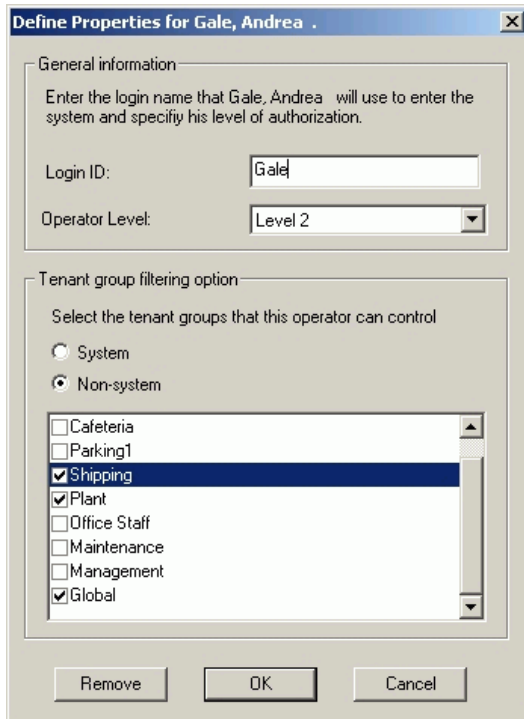 Define Properties for Gale, Andrea .
General information
Enter the login name that Gale, Andrea will use to enter the
system and specifiy his level of authorization.
Login ID:
Gale
Operator Level:
Level 2
Tenant group filtering option
Select the tenant groups that this operator can control
System
Non-system
Cafeteria
Parking1
Shipping
Plant
Office Staff
Maintenance
Management
Global
Remove
OK
Cancel